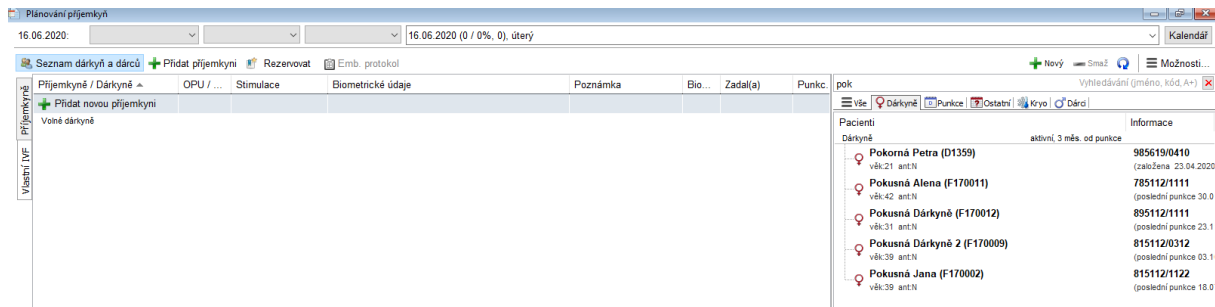 Plánování příjemkyň
16.06.2020: 16.06.2020 (0 / 0%, 0), úterý Kalendář
Seznam dárkyň a dárců Přidat příjemkyni Rezervovat Emb. protokol Nový Smaž Možnosti...
Příjemkyně / Dárkyně OPU / ... Stimulace Biometrické údaje Poznámka Bio... Zadal(a) Punkc.
Přidat novou příjemkyni
Volné dárkyně
Příjemkyně
Vlastní IVF
pok Vyhledávání (jméno, kód, A+)
Vše Dárkyně Punkce Ostatní Kryo Dárci
Pacienti Informace
Dárkyně aktivní, 3 měs. od punkce
Pokorná Petra (D1359) 985619/0410
věk:21 ant:N (založena 23.04.2020
Pokusná Alena (F170011) 785112/1111
věk:42 ant:N (poslední punkce 30.0
Pokusná Dárkyně (F170012) 895112/1111
věk:31 ant:N (poslední punkce 23.1
Pokusná Dárkyně 2 (F170009) 815112/0312
věk:39 ant:N (poslední punkce 03.1
Pokusná Jana (F170002) 815112/1122
věk:39 ant:N (poslední punkce 18.0